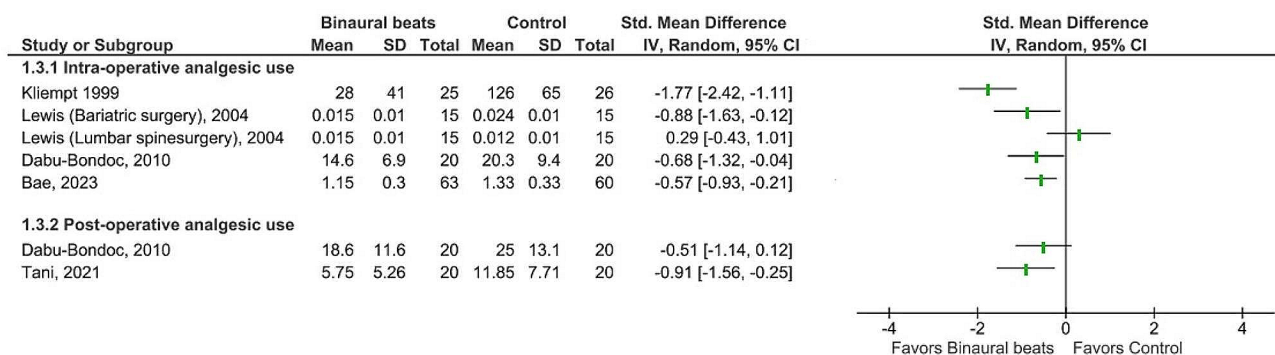 Binaural beats Control Std. Mean Difference Std. Mean Difference
Study or Subgroup Mean SD Total Mean SD Total IV, Random, 95% CI IV, Random, 95% CI
1.3.1 Intra-operative analgesic use
Kliempt 1999 28 41 25 126 65 26 -1.77 [-2.42, -1.11]
Lewis (Bariatric surgery), 2004 0.015 0.01 15 0.024 0.01 15 -0.88 [-1.63, -0.12]
Lewis (Lumbar spinesurgery), 2004 0.015 0.01 15 0.012 0.01 15 0.29 [-0.43, 1.01]
Dabu-Bondoc, 2010 14.6 6.9 20 20.3 9.4 20 -0.68 [-1.32, -0.04]
Bae, 2023 1.15 0.3 63 1.33 0.33 60 -0.57 [-0.93, -0.21]
1.3.2 Post-operative analgesic use
Dabu-Bondoc, 2010 18.6 11.6 20 25 13.1 20 -0.51 [-1.14, 0.12]
Tani, 2021 5.75 5.26 20 11.85 7.71 20 -0.91 [-1.56, -0.25]
-4 -2 0 2 4
Favors Binaural beats Favors Control